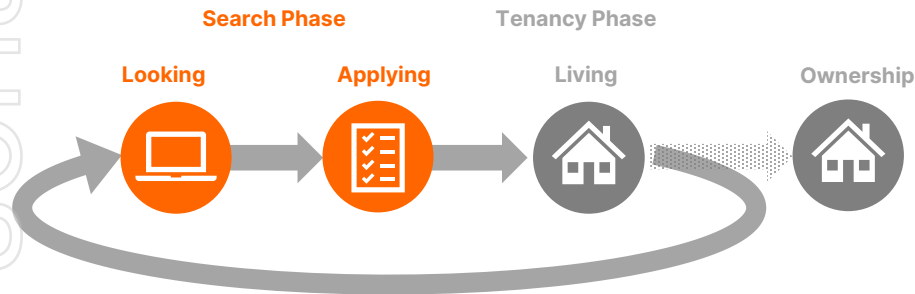 Search Phase
Tenancy Phase
Looking
Applying
Living
Ownership